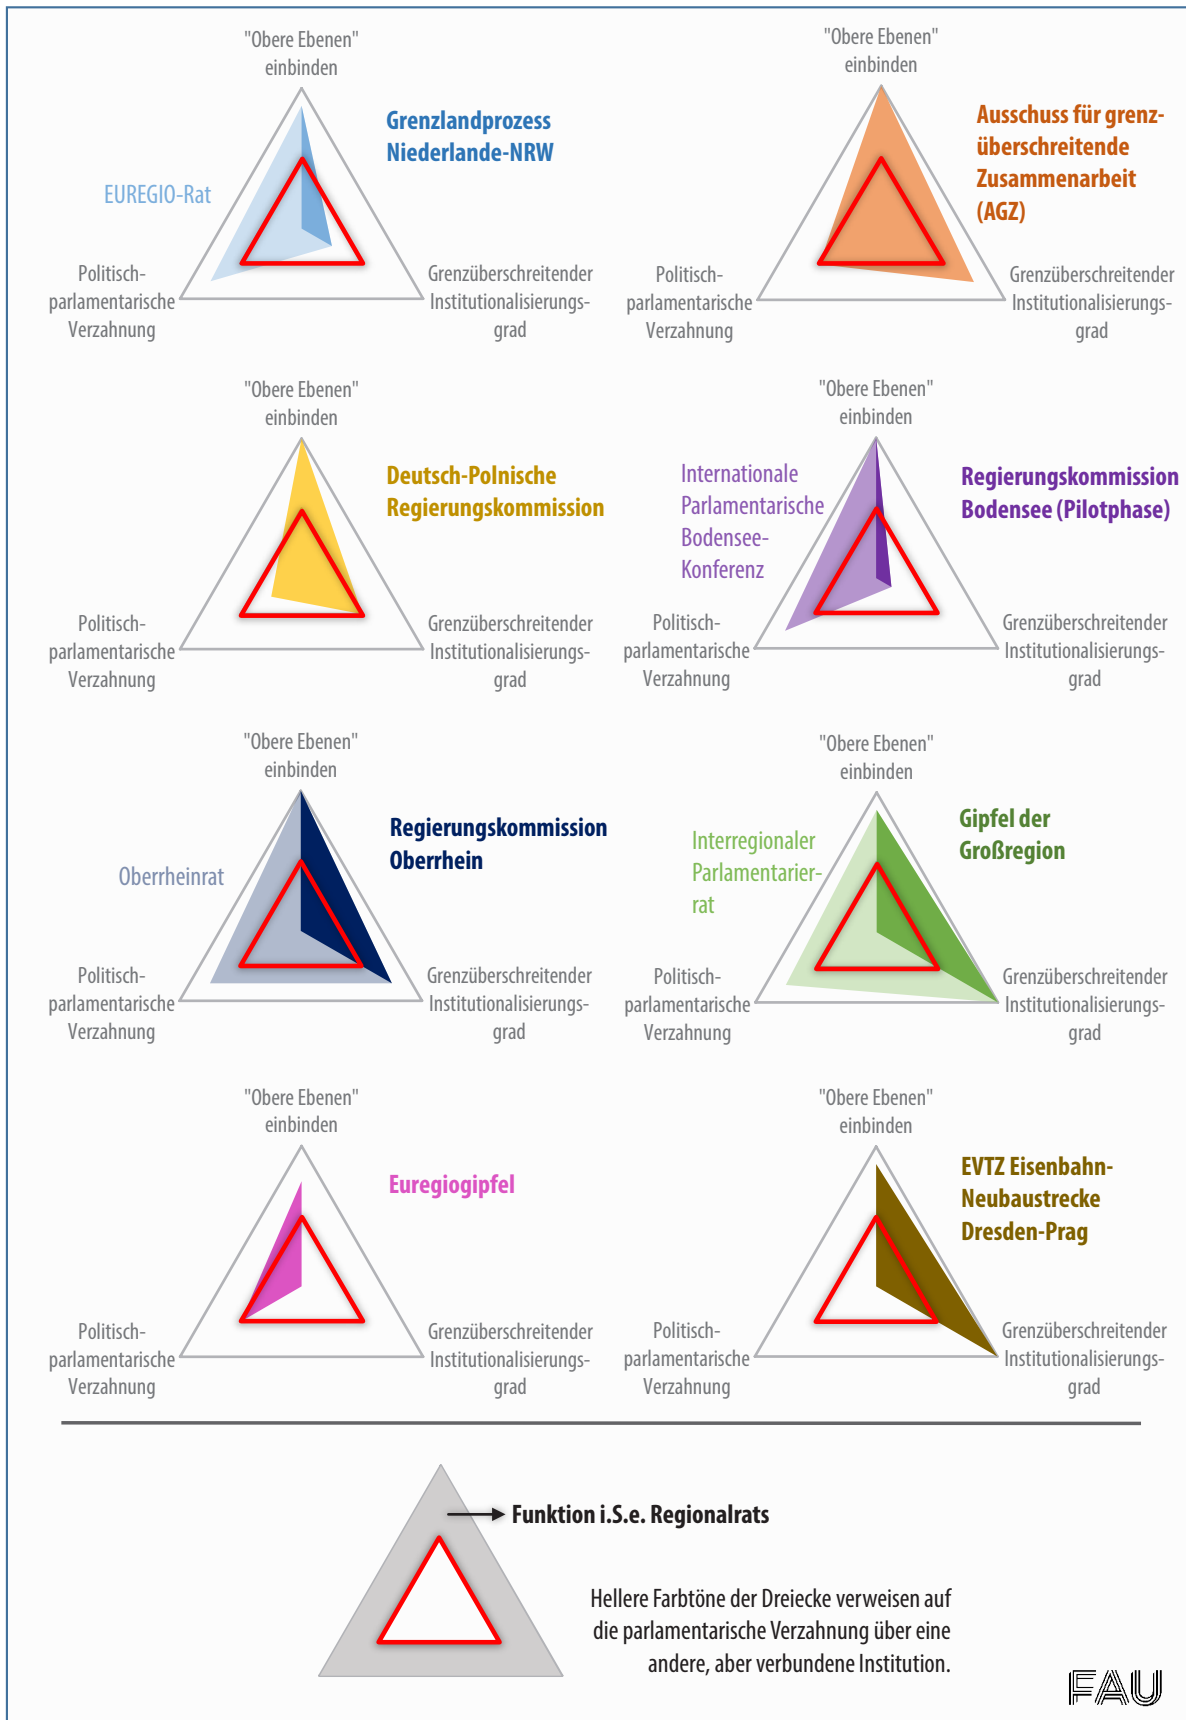 "Obere Ebenen"
einbinden
Grenzlandprozess
Niederlande-NRW
EUREGIO-Rat
Politisch-
parlamentarische
Verzahnung
Grenzüberschreitender
Institutionalisierungs-
grad
"Obere Ebenen"
einbinden
Ausschuss für grenz-
überschreitende
Zusammenarbeit
(AGZ)
Politisch-
parlamentarische
Verzahnung
Grenzüberschreitender
Institutionalisierungs-
grad
"Obere Ebenen"
einbinden
Deutsch-Polnische
Regierungskommission
Politisch-
parlamentarische
Verzahnung
Grenzüberschreitender
Institutionalisierungs-
grad
"Obere Ebenen"
einbinden
Internationale
Parlamentarische
Bodensee-
Konferenz
Regierungskommission
Bodensee (Pilotphase)
Politisch-
parlamentarische
Verzahnung
Grenzüberschreitender
Institutionalisierungs-
grad
"Obere Ebenen"
einbinden
Regierungskommission
Oberrhein
Oberrheinrat
Politisch-
parlamentarische
Verzahnung
Grenzüberschreitender
Institutionalisierungs-
grad
"Obere Ebenen"
einbinden
Gipfel der
Großregion
Interregionaler
Parlamentarier-
rat
Politisch-
parlamentarische
Verzahnung
Grenzüberschreitender
Institutionalisierungs-
grad
"Obere Ebenen"
einbinden
Euregiogipfel
Politisch-
parlamentarische
Verzahnung
Grenzüberschreitender
Institutionalisierungs-
grad
"Obere Ebenen"
einbinden
EVTZ Eisenbahn-
Neubaustrecke
Dresden-Prag
Politisch-
parlamentarische
Verzahnung
Grenzüberschreitender
Institutionalisierungs-
grad
Funktion i.S.e. Regionalrats
Hellere Farbtöne der Dreiecke verweisen auf
die parlamentarische Verzahnung über eine
andere, aber verbundene Institution.
FAU